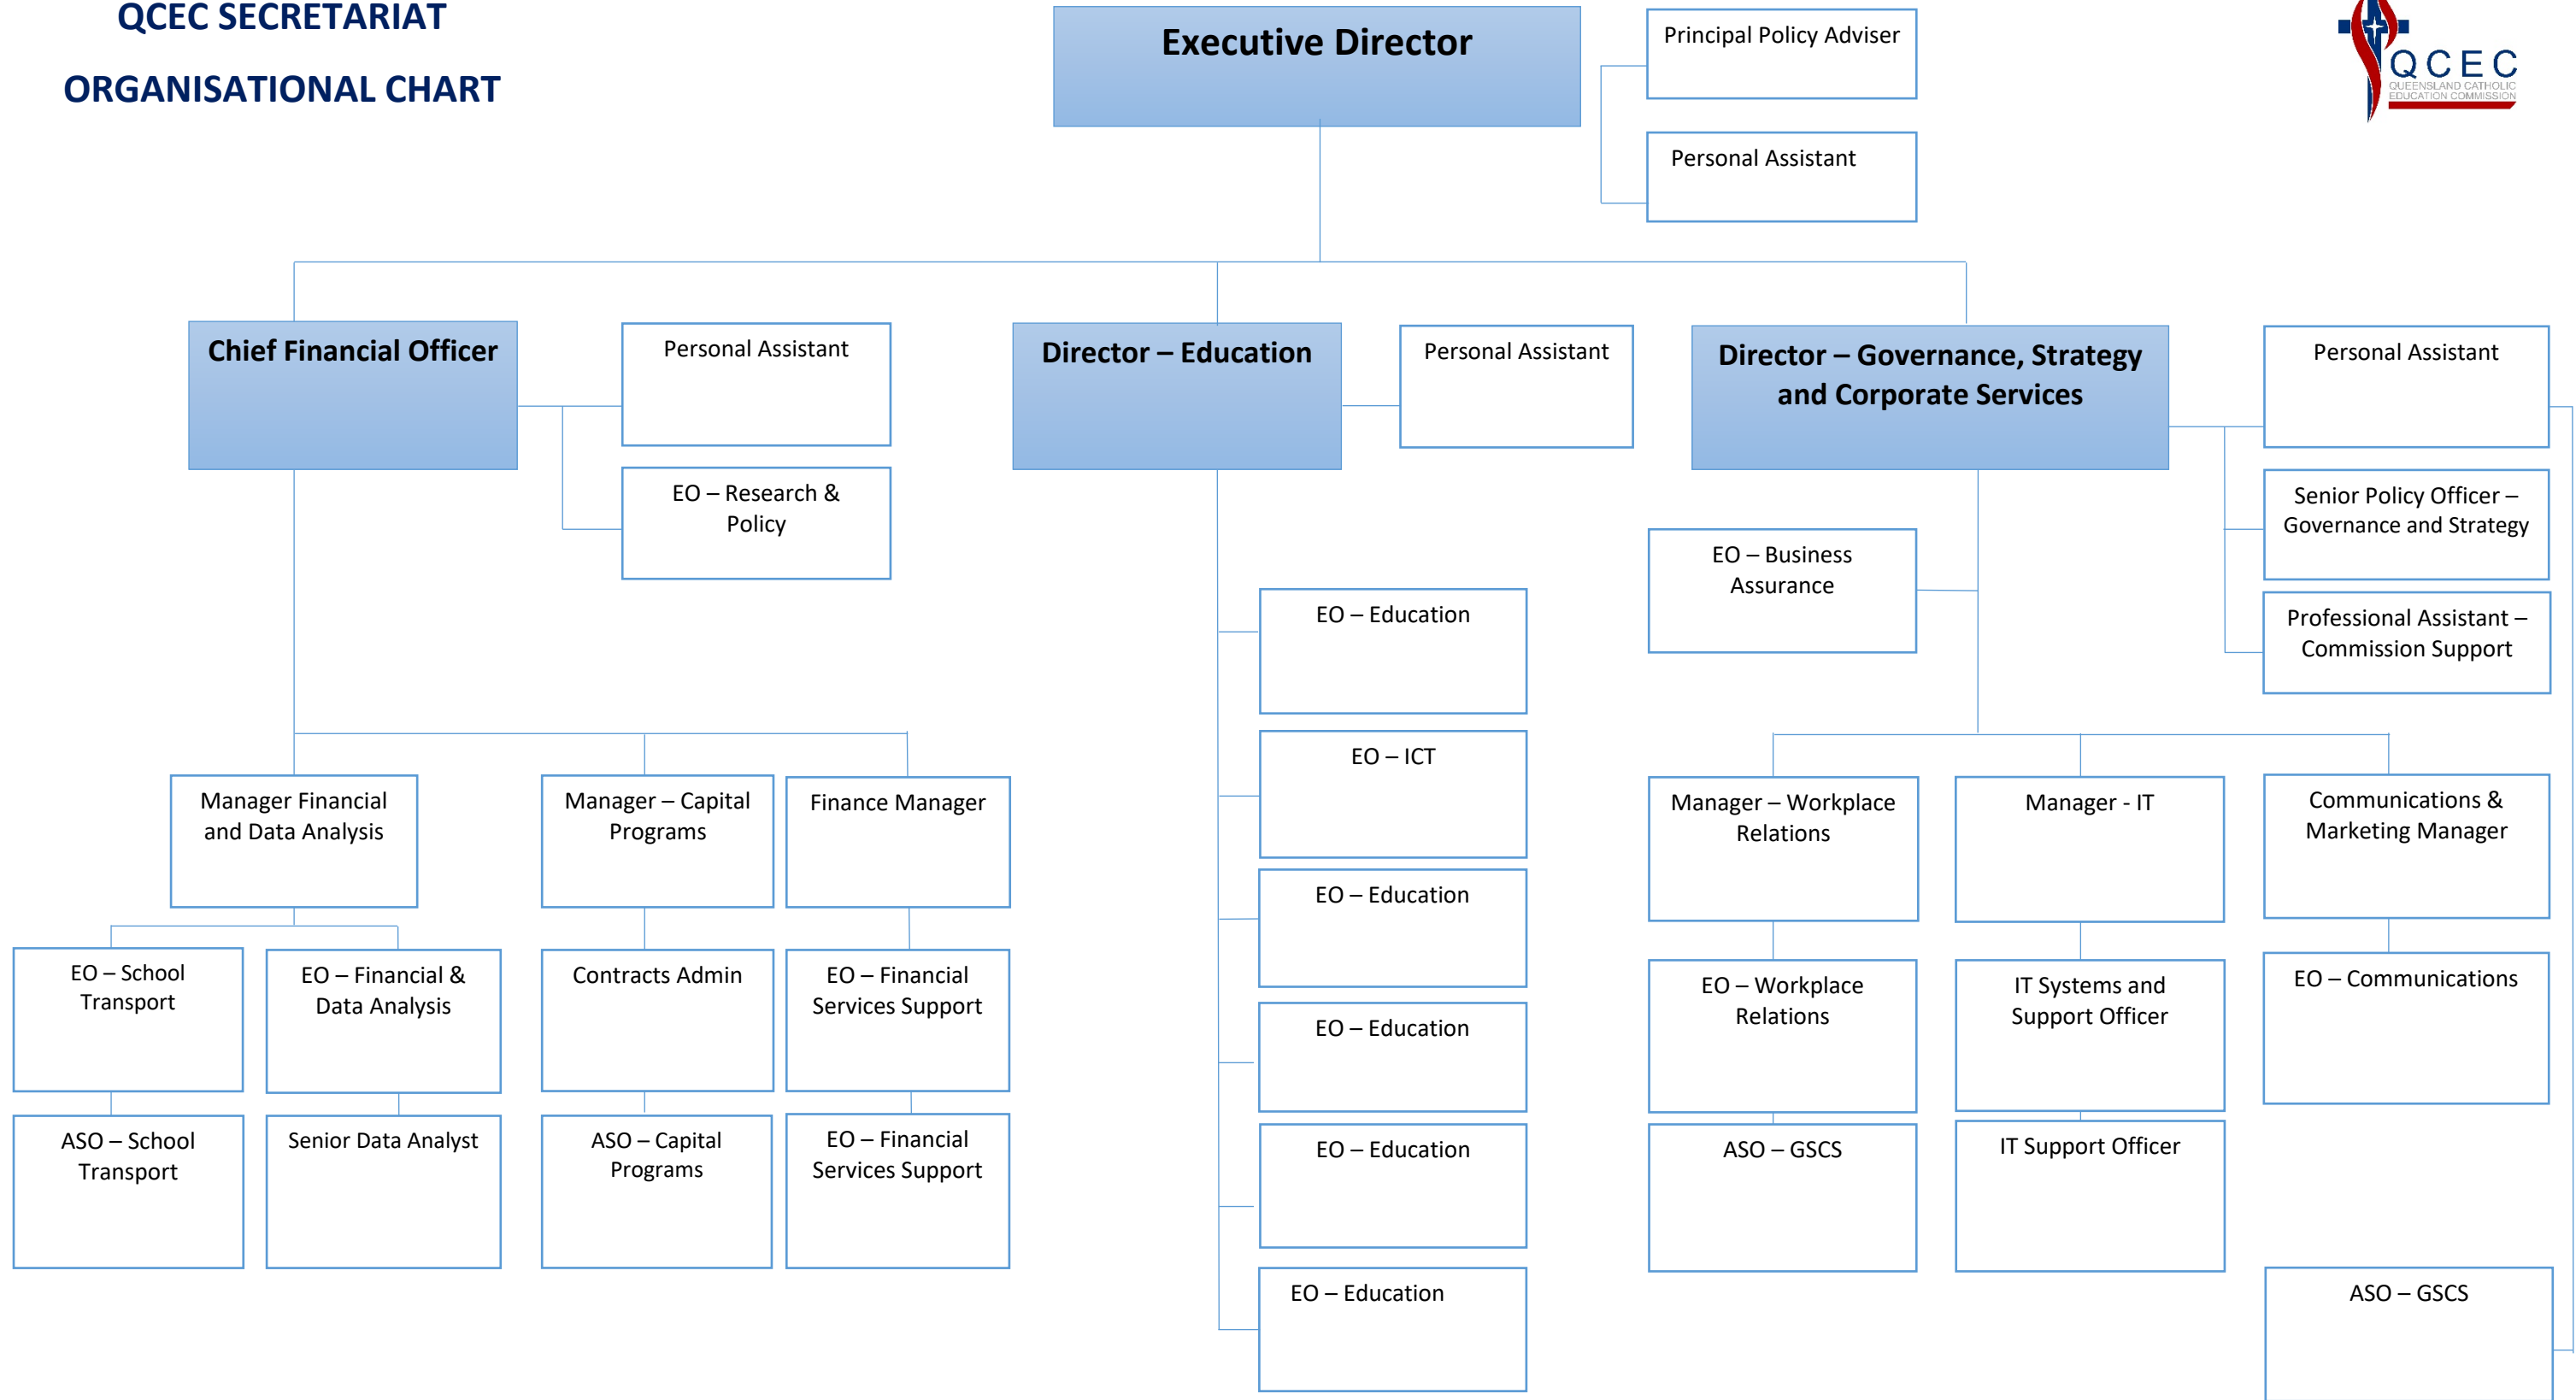 QCEC SECRETARIAT
ORGANISATIONAL CHART
Executive Director
Principal Policy Adviser
Personal Assistant
QCEC
QUEENSLAND CATHOLIC
EDUCATION COMMISSION
Chief Financial Officer
Personal Assistant
EO – Research &
Policy
Director – Education
Personal Assistant
Director – Governance, Strategy
and Corporate Services
Personal Assistant
Senior Policy Officer –
Governance and Strategy
Professional Assistant –
Commission Support
EO – Business
Assurance
Manager Financial
and Data Analysis
Manager – Capital
Programs
Finance Manager
EO – School
Transport
EO – Financial &
Data Analysis
Contracts Admin
EO – Financial
Services Support
ASO – School
Transport
Senior Data Analyst
ASO – Capital
Programs
EO – Financial
Services Support
EO – Education
EO – ICT
EO – Education
EO – Education
EO – Education
EO – Education
Manager – Workplace
Relations
Manager - IT
Communications &
Marketing Manager
EO – Workplace
Relations
IT Systems and
Support Officer
EO – Communications
ASO – GSCS
IT Support Officer
ASO – GSCS